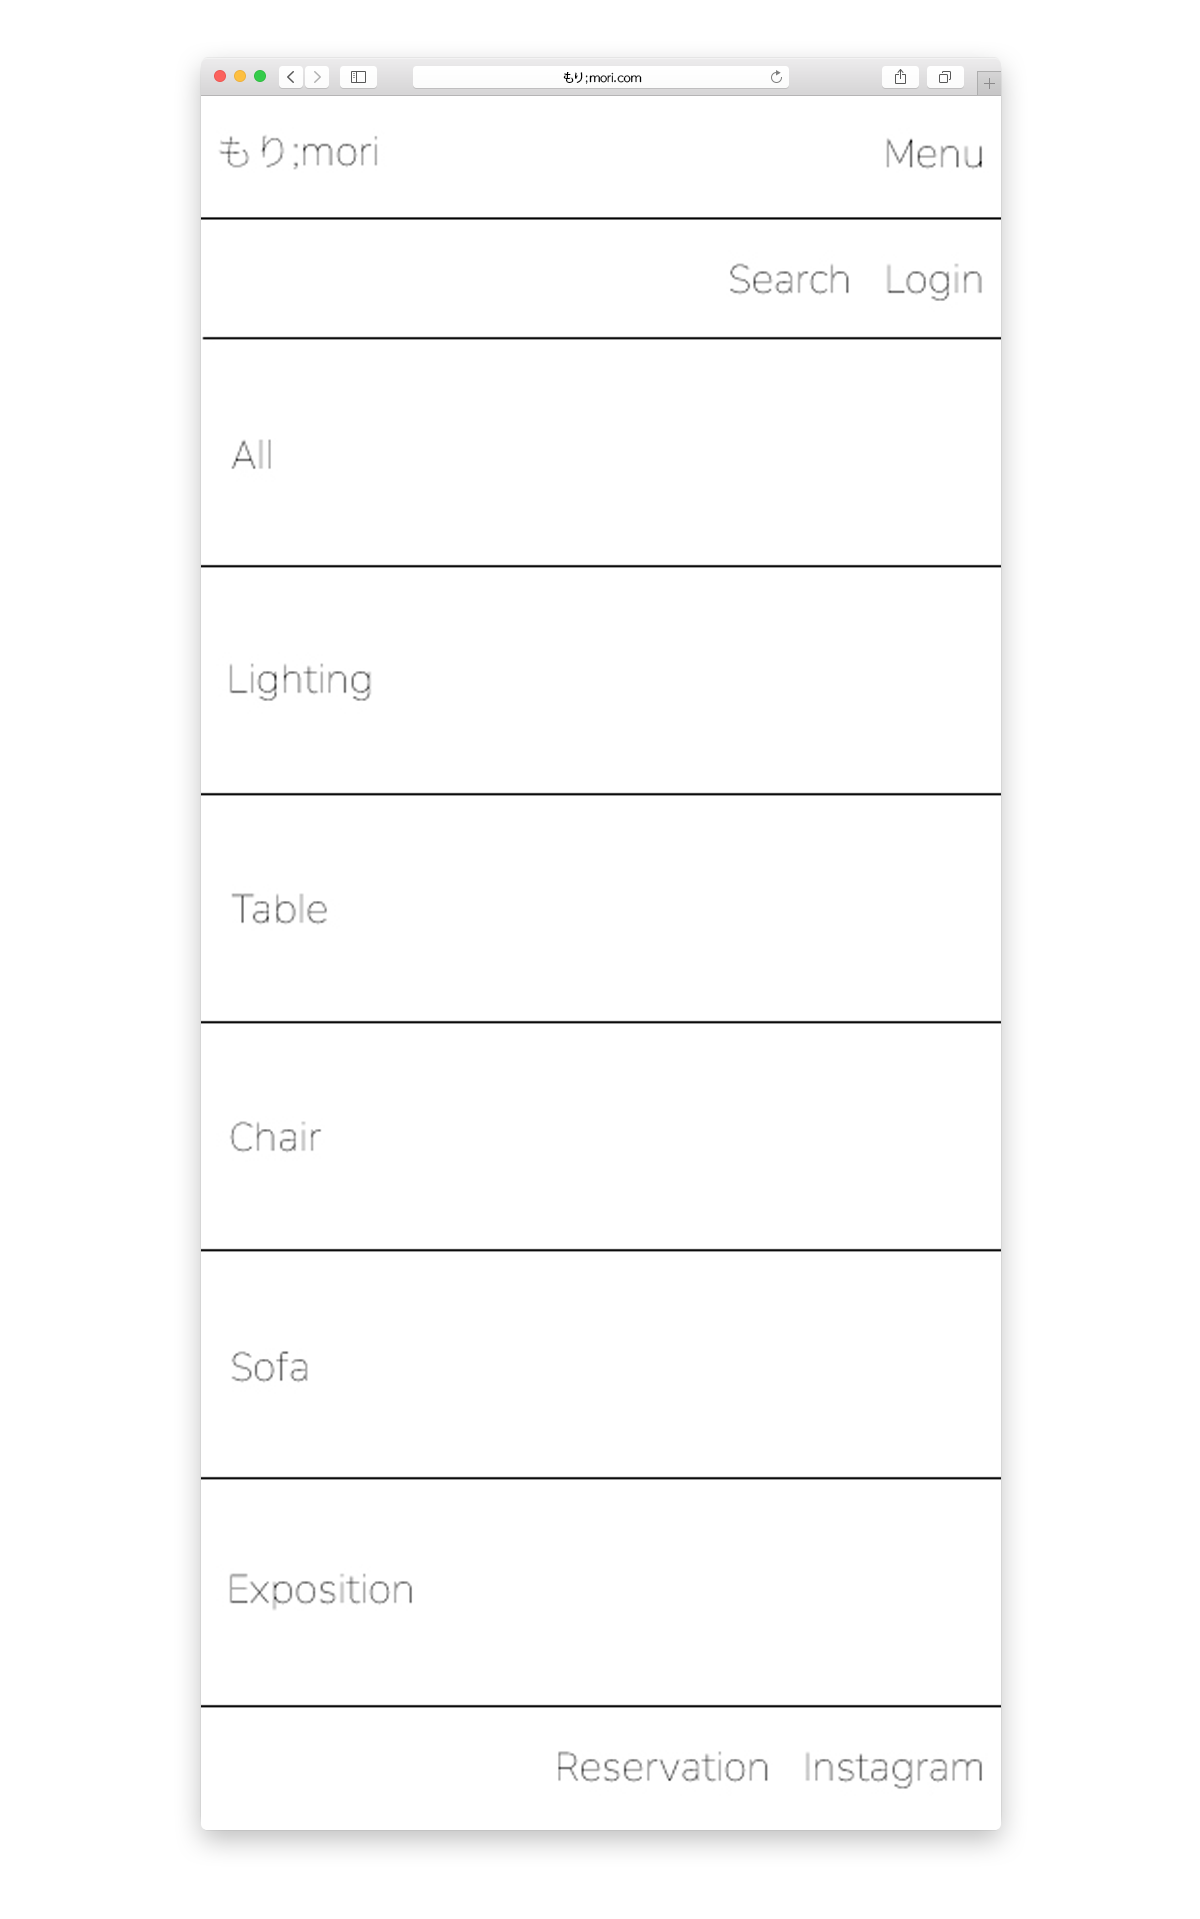 もり;mori.com
もり;mori Menu
Search Login
All
Lighting
Table
Chair
Sofa
Exposition
Reservation Instagram